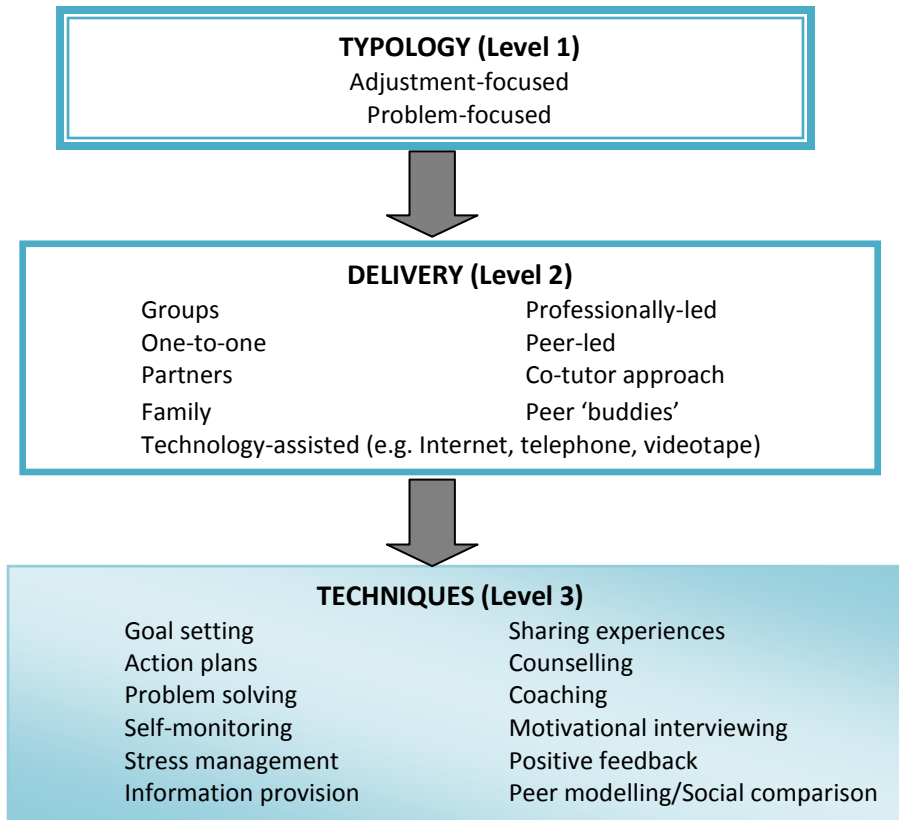 TYPOLOGY (Level 1)
Adjustment-focused
Problem-focused
DELIVERY (Level 2)
Groups
One-to-one
Partners
Family
Professionally-led
Peer-led
Co-tutor approach
Peer ‘buddies’
Technology-assisted (e.g. Internet, telephone, videotape)
TECHNIQUES (Level 3)
Goal setting
Action plans
Problem solving
Self-monitoring
Stress management
Information provision
Sharing experiences
Counselling
Coaching
Motivational interviewing
Positive feedback
Peer modelling/Social comparison